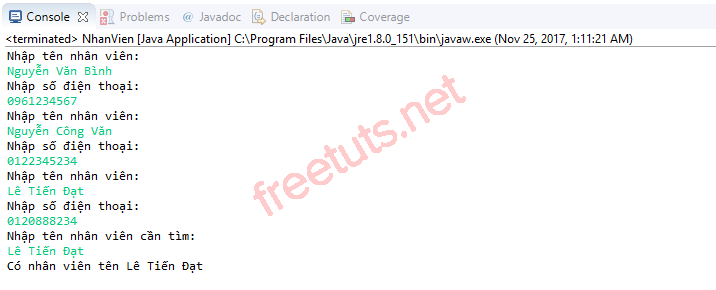 Console Problems @ Javadoc Declaration Coverage
<terminated> NhanVien [Java Application] C:\Program Files\Java\jre1.8.0_151\bin\javaw.exe (Nov 25, 2017, 1:11:21 AM)
Nhập tên nhân viên:
Nguyễn Văn Bình
Nhập số điện thoại:
0961234567
Nhập tên nhân viên:
Nguyễn Công Văn
Nhập số điện thoại:
0122345234
Nhập tên nhân viên:
Lê Tiến Đạt
Nhập số điện thoại:
0120888234
Nhập tên nhân viên cần tìm:
Lê Tiến Đạt
Có nhân viên tên Lê Tiến Đạt
freetuts.net